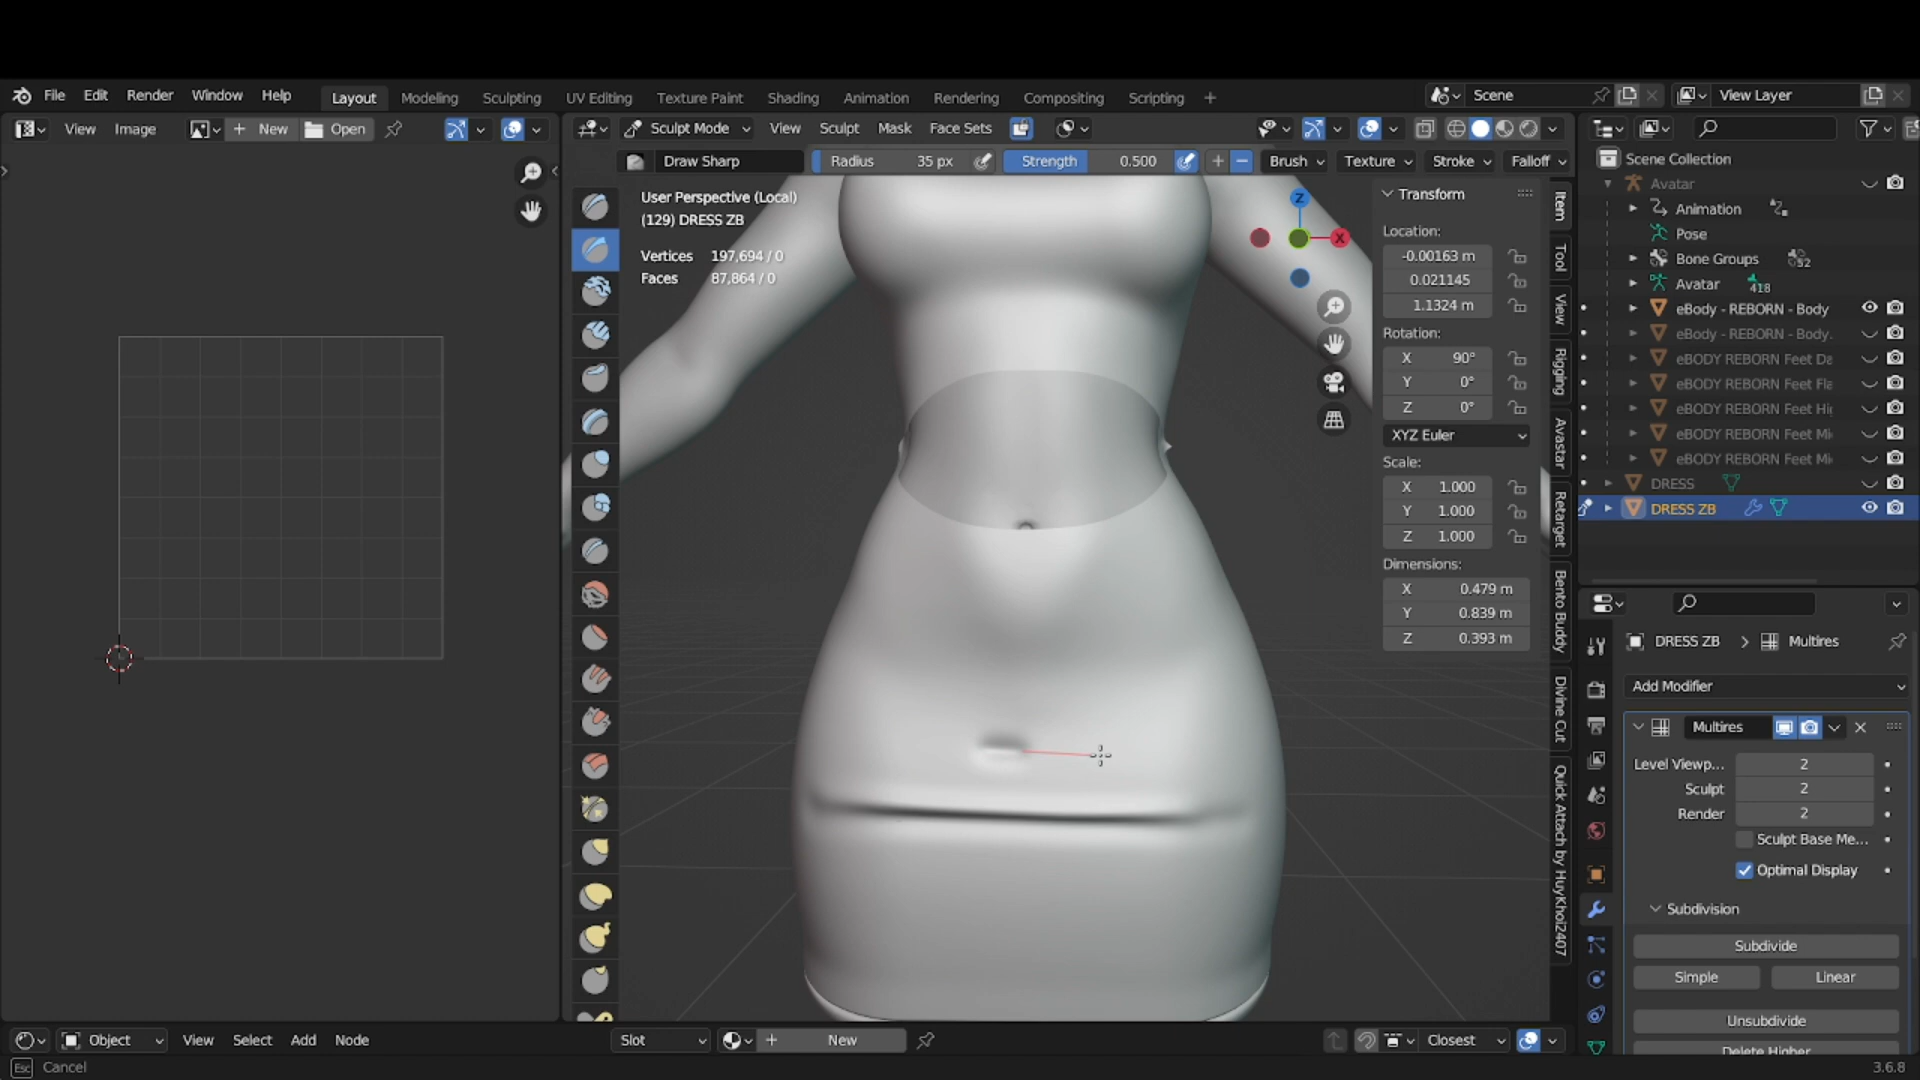 File Edit Render Window Help Layout Modeling Sculpting UV Editing Texture Paint Shading Animation Rendering Compositing Scripting + Scene View Layer
View Image New Open Sculpt Mode View Sculpt Mask Face Sets
Draw Sharp Radius 35 px Strength 0.500 Brush Texture Stroke Falloff
User Perspective (Local)
(129) DRESS ZB
Vertices 197,694 / 0
Faces 87,864 / 0
Z
X
Transform
Location:
-0.00163 m
0.021145
1.1324 m
Rotation:
X 90°
Y 0°
Z 0°
XYZ Euler
Scale:
X 1.000
Y 1.000
Z 1.000
Dimensions:
X 0.479 m
Y 0.839 m
Z 0.393 m
Item
Tool
View
Rigging
Avastar
Retarget
Bento Buddy
Divine Cut
Quick Attach by HuyKhoi2407
Scene Collection
Avatar
Animation
Pose
Bone Groups 52
Avatar 418
eBody - REBORN - Body
eBody - REBORN - Body.
eBODY REBORN Feet Da
eBODY REBORN Feet Fla
eBODY REBORN Feet Hi
eBODY REBORN Feet Mi
eBODY REBORN Feet Mi
DRESS
DRESS ZB
DRESS ZB > Multires
Add Modifier
Multires
Level Viewp... 2
Sculpt 2
Render 2
Sculpt Base Me...
Optimal Display
Subdivision
Subdivide
Simple Linear
Unsubdivide
Delete Higher
Object View Select Add Node Slot New Closest
Esc Cancel 3.6.8